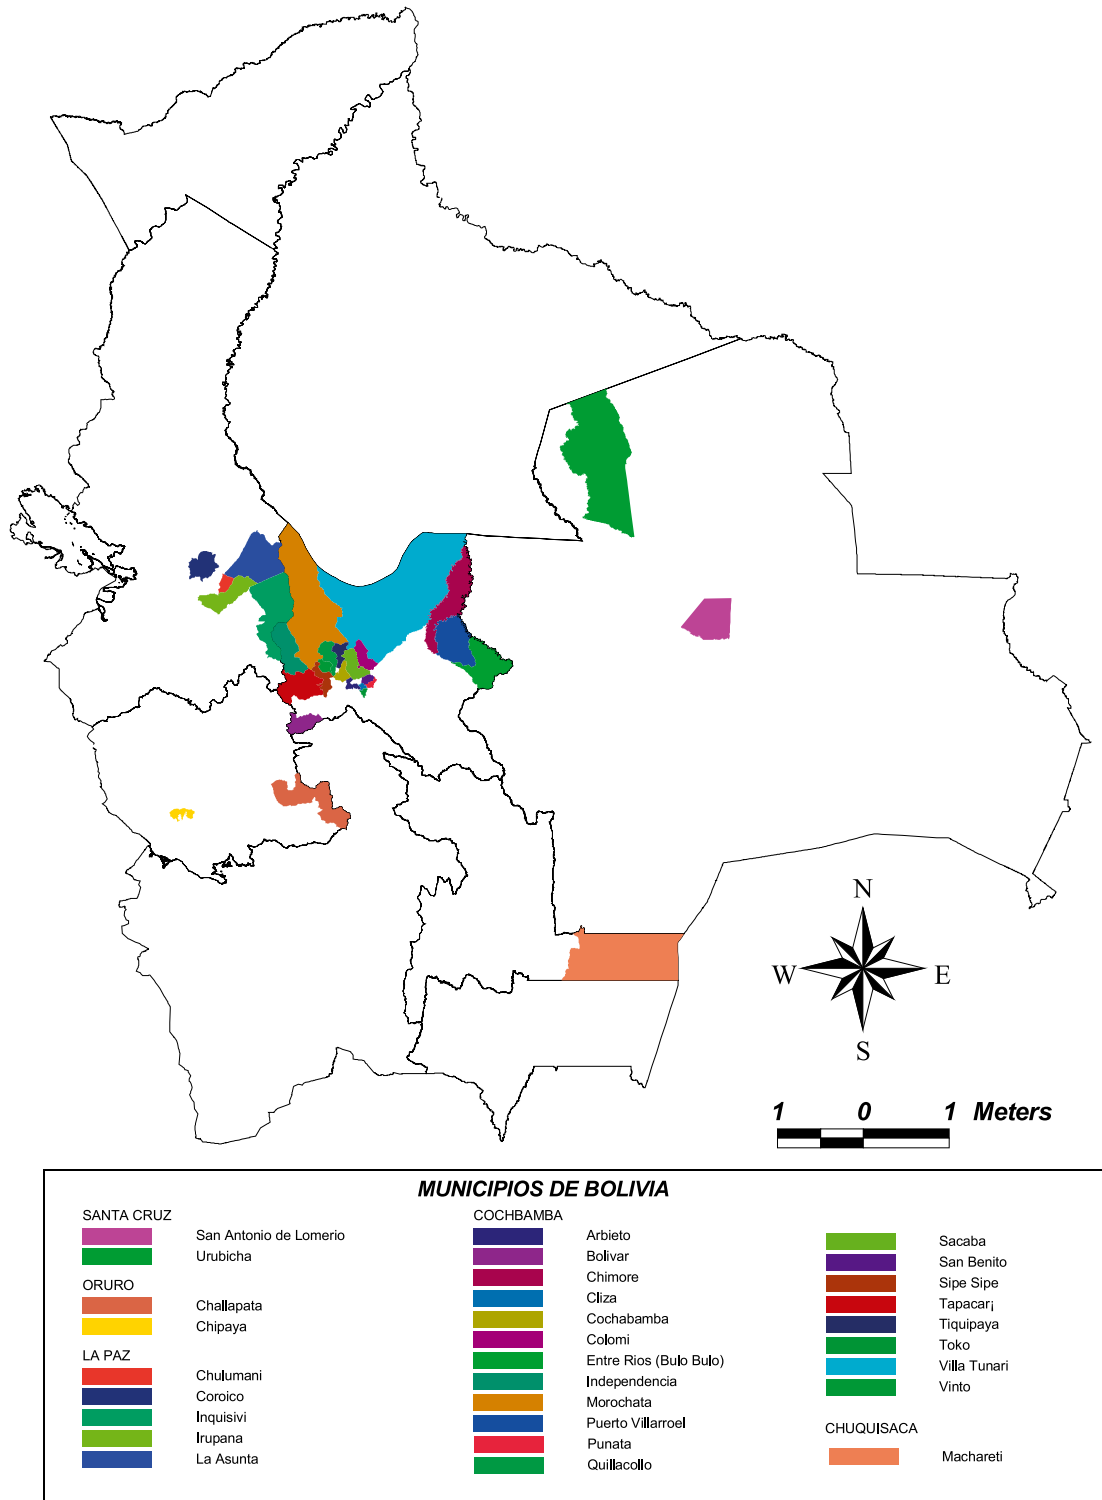 N
W
E
S
1 0 1 Meters
MUNICIPIOS DE BOLIVIA
SANTA CRUZ
San Antonio de Lomerio
Urubicha
ORURO
Challapata
Chipaya
LA PAZ
Chulumani
Coroico
Inquisivi
Irupana
La Asunta
COCHBAMBA
Arbieto
Bolivar
Chimore
Cliza
Cochabamba
Colomi
Entre Rios (Bulo Bulo)
Independencia
Morochata
Puerto Villarroel
Punata
Quillacollo
Sacaba
San Benito
Sipe Sipe
Tapacar¡
Tiquipaya
Toko
Villa Tunari
Vinto
CHUQUISACA
Machareti